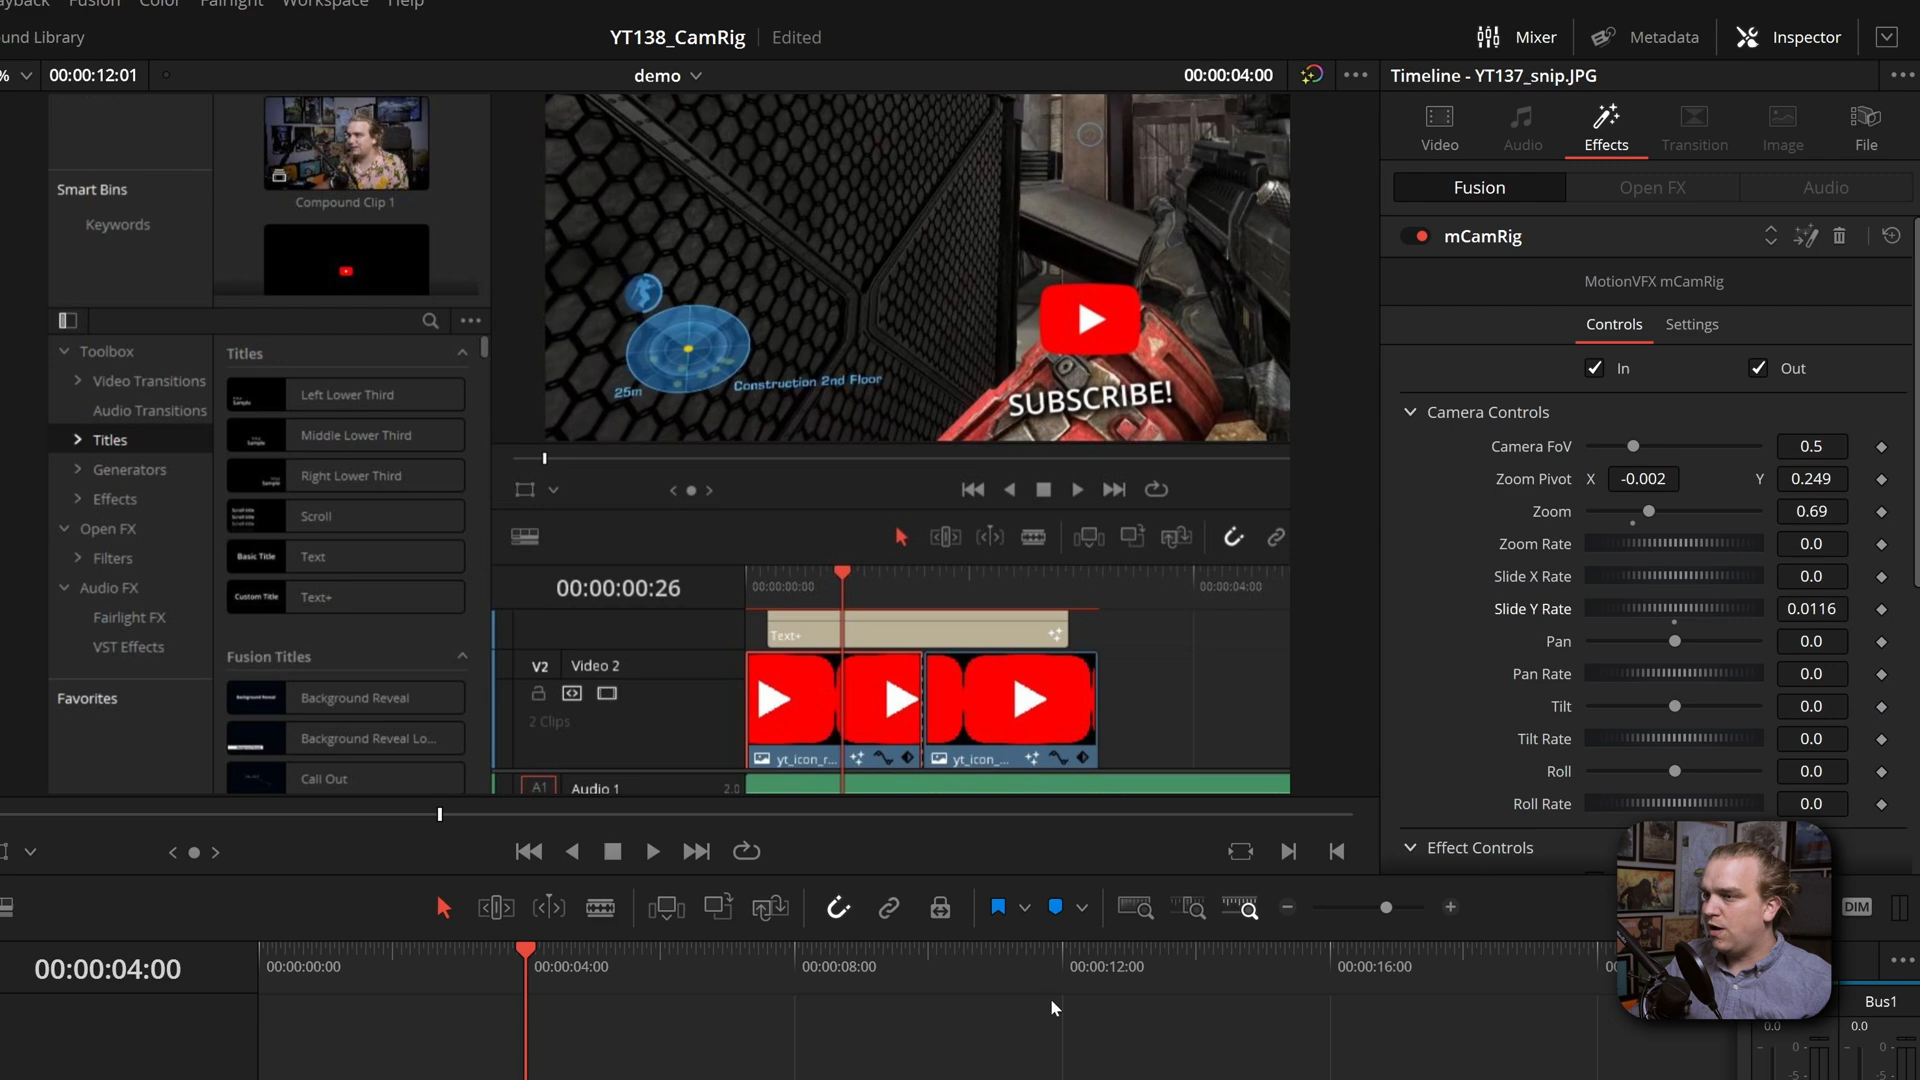 Playback Fusion Color Fairlight Workspace Help
Sound Library
YT138_CamRig Edited
Mixer Metadata Inspector
% 00:00:12:01
demo
00:00:04:00
Timeline - YT137_snip.JPG
Video Audio Effects Transition Image File
Fusion Open FX Audio
mCamRig
MotionVFX mCamRig
Controls Settings
In Out
Camera Controls
Camera FoV 0.5
Zoom Pivot X -0.002 Y 0.249
Zoom 0.69
Zoom Rate 0.0
Slide X Rate 0.0
Slide Y Rate 0.0116
Pan 0.0
Pan Rate 0.0
Tilt 0.0
Tilt Rate 0.0
Roll 0.0
Roll Rate 0.0
Effect Controls
Compound Clip 1
Smart Bins
Keywords
Toolbox
Video Transitions
Audio Transitions
Titles
Generators
Effects
Open FX
Filters
Audio FX
Fairlight FX
VST Effects
Favorites
Titles
Left Lower Third
Middle Lower Third
Right Lower Third
Scroll
Basic Title Text
Custom Title Text+
Fusion Titles
Background Reveal
Background Reveal Lo...
Call Out
25m
Construction 2nd Floor
SUBSCRIBE!
00:00:00:26
00:00:00:00
00:00:04:00
Text+
V2 Video 2
2 Clips
yt_icon_r...
yt_icon_...
A1 Audio 1 2.0
DIM
00:00:04:00
00:00:00:00 00:00:04:00 00:00:08:00 00:00:12:00 00:00:16:00
Bus1
0.0 0.0
0 0
-5 -5